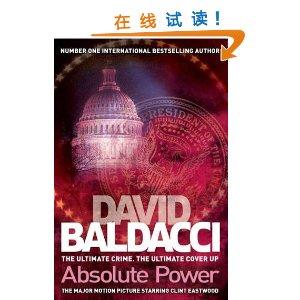 在线试读！
NUMBER ONE INTERNATIONAL BESTSELLING AUTHOR
DAVID
BALDACCI
THE ULTIMATE CRIME. THE ULTIMATE COVER UP
Absolute Power
THE MAJOR MOTION PICTURE STARRING CLINT EASTWOOD